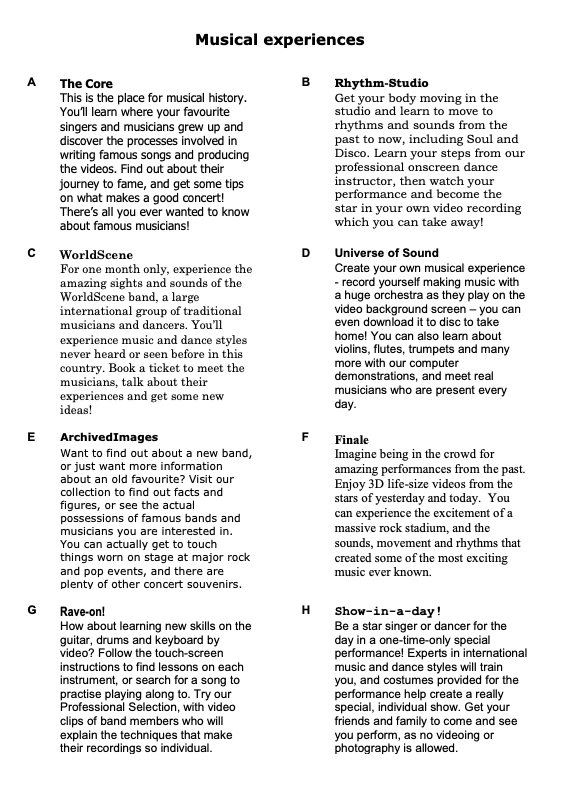 Musical experiences
A
The Core
This is the place for musical history.
You'll learn where your favourite
singers and musicians grew up and
discover the processes involved in
writing famous songs and producing
the videos. Find out about their
journey to fame, and get some tips
on what makes a good concert!
There's all you ever wanted to know
about famous musicians!
B
Rhythm-Studio
Get your body moving in the
studio and learn to move to
rhythms and sounds from the
past to now, including Soul and
Disco. Learn your steps from our
professional onscreen dance
instructor, then watch your
performance and become the
star in your own video recording
which you can take away!
C
WorldScene
For one month only, experience the
amazing sights and sounds of the
WorldScene band, a large
international group of traditional
musicians and dancers. You'll
experience music and dance styles
never heard or seen before in this
country. Book a ticket to meet the
musicians, talk about their
experiences and get some new
ideas!
D
Universe of Sound
Create your own musical experience
- record yourself making music with
a huge orchestra as they play on the
video background screen – you can
even download it to disc to take
home! You can also learn about
violins, flutes, trumpets and many
more with our computer
demonstrations, and meet real
musicians who are present every
day.
E
ArchivedImages
Want to find out about a new band,
or just want more information
about an old favourite? Visit our
collection to find out facts and
figures, or see the actual
possessions of famous bands and
musicians you are interested in.
You can actually get to touch
things worn on stage at major rock
and pop events, and there are
plenty of other concert souvenirs.
F
Finale
Imagine being in the crowd for
amazing performances from the past.
Enjoy 3D life-size videos from the
stars of yesterday and today. You
can experience the excitement of a
massive rock stadium, and the
sounds, movement and rhythms that
created some of the most exciting
music ever known.
G
Rave-on!
How about learning new skills on the
guitar, drums and keyboard by
video? Follow the touch-screen
instructions to find lessons on each
instrument, or search for a song to
practise playing along to. Try our
Professional Selection, with video
clips of band members who will
explain the techniques that make
their recordings so individual.
H
Show-in-a-day!
Be a star singer or dancer for the
day in a one-time-only special
performance! Experts in international
music and dance styles will train
you, and costumes provided for the
performance help create a really
special, individual show. Get your
friends and family to come and see
you perform, as no videoing or
photography is allowed.